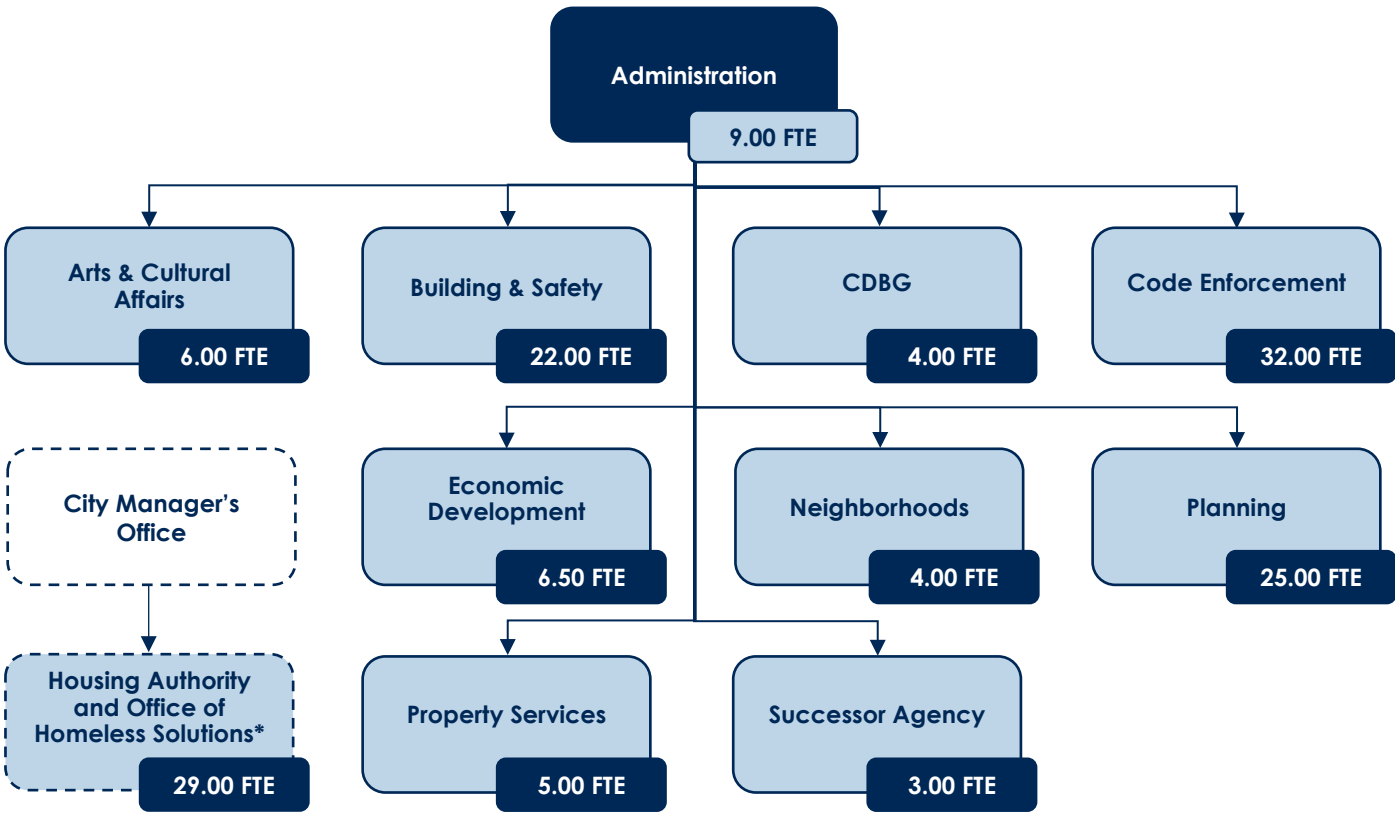 Administration
9.00 FTE
Arts & Cultural
Affairs
6.00 FTE
Building & Safety
22.00 FTE
CDBG
4.00 FTE
Code Enforcement
32.00 FTE
City Manager’s
Office
Economic
Development
6.50 FTE
Neighborhoods
4.00 FTE
Planning
25.00 FTE
Housing Authority
and Office of
Homeless Solutions*
29.00 FTE
Property Services
5.00 FTE
Successor Agency
3.00 FTE